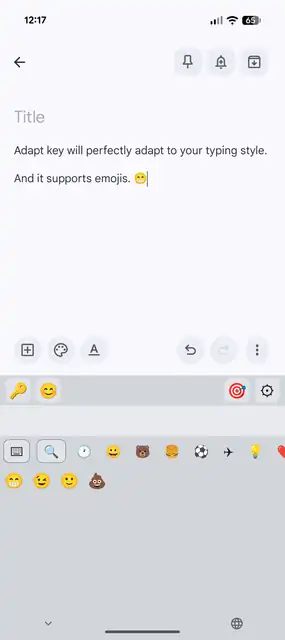 12:17
65
Title
Adapt key will perfectly adapt to your typing style.
And it supports emojis. 😁